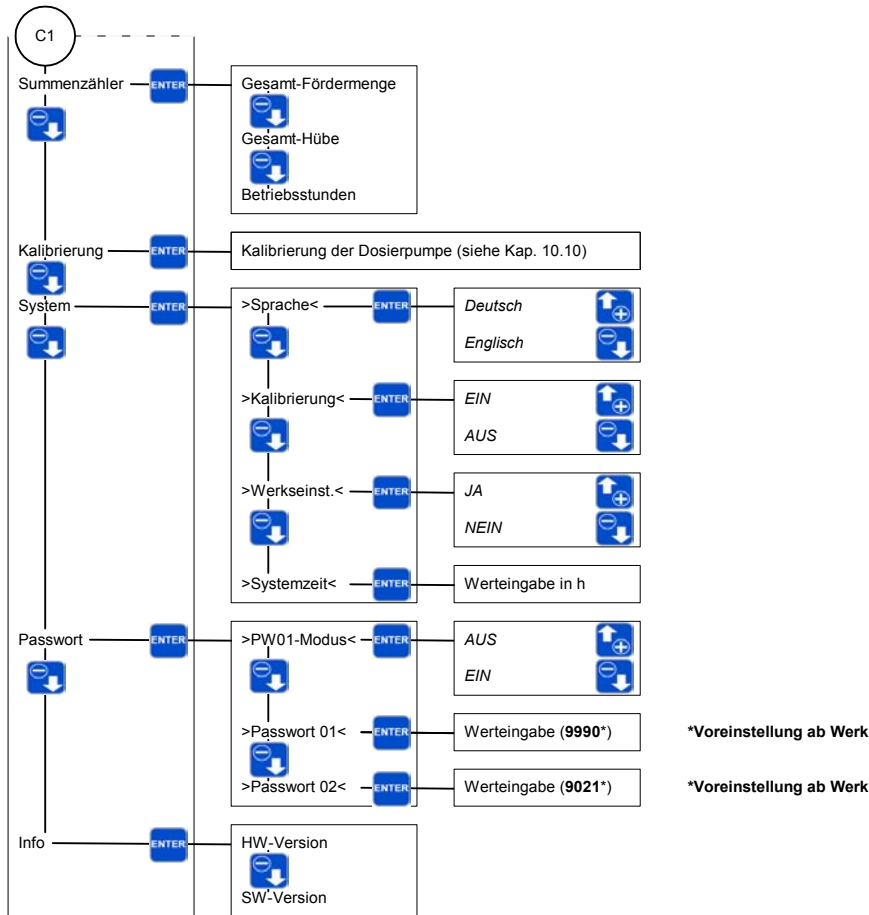 C1
Summenzähler ENTER Gesamt-Fördermenge
Gesamt-Hübe
Betriebsstunden
Kalibrierung ENTER Kalibrierung der Dosierpumpe (siehe Kap. 10.10)
System ENTER >Sprache< ENTER Deutsch
Englisch
>Kalibrierung< ENTER EIN
AUS
>Werkseinst.< ENTER JA
NEIN
>Systemzeit< ENTER Werteingabe in h
Passwort ENTER >PW01-Modus< ENTER AUS
EIN
>Passwort 01< ENTER Werteingabe (9990*) *Voreinstellung ab Werk
>Passwort 02< ENTER Werteingabe (9021*) *Voreinstellung ab Werk
Info ENTER HW-Version
SW-Version